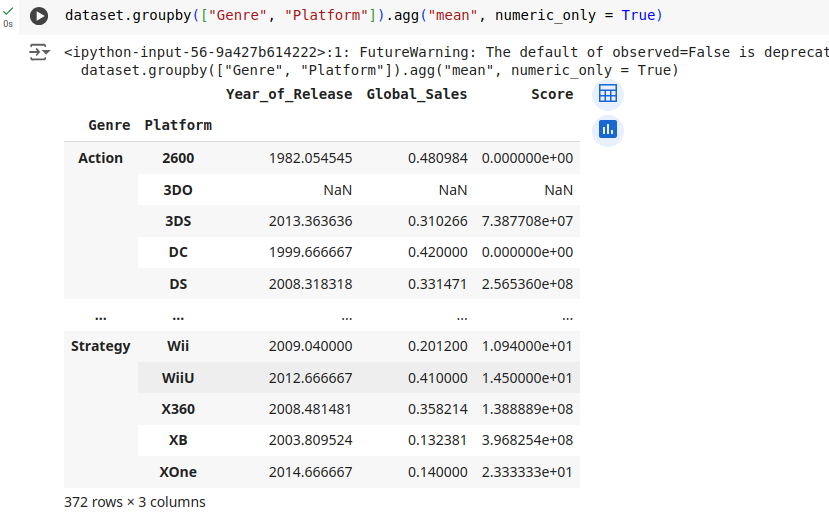 0s
dataset.groupby(["Genre", "Platform"]).agg("mean", numeric_only = True)
<ipython-input-56-9a427b614222>:1: FutureWarning: The default of observed=False is deprecat
dataset.groupby(["Genre", "Platform"]).agg("mean", numeric_only = True)
Year_of_Release Global_Sales Score
Genre Platform
Action 2600 1982.054545 0.480984 0.000000e+00
3DO NaN NaN NaN
3DS 2013.363636 0.310266 7.387708e+07
DC 1999.666667 0.420000 0.000000e+00
DS 2008.318318 0.331471 2.565360e+08
... ... ... ... ...
Strategy Wii 2009.040000 0.201200 1.094000e+01
WiiU 2012.666667 0.410000 1.450000e+01
X360 2008.481481 0.358214 1.388889e+08
XB 2003.809524 0.132381 3.968254e+08
XOne 2014.666667 0.140000 2.333333e+01
372 rows × 3 columns